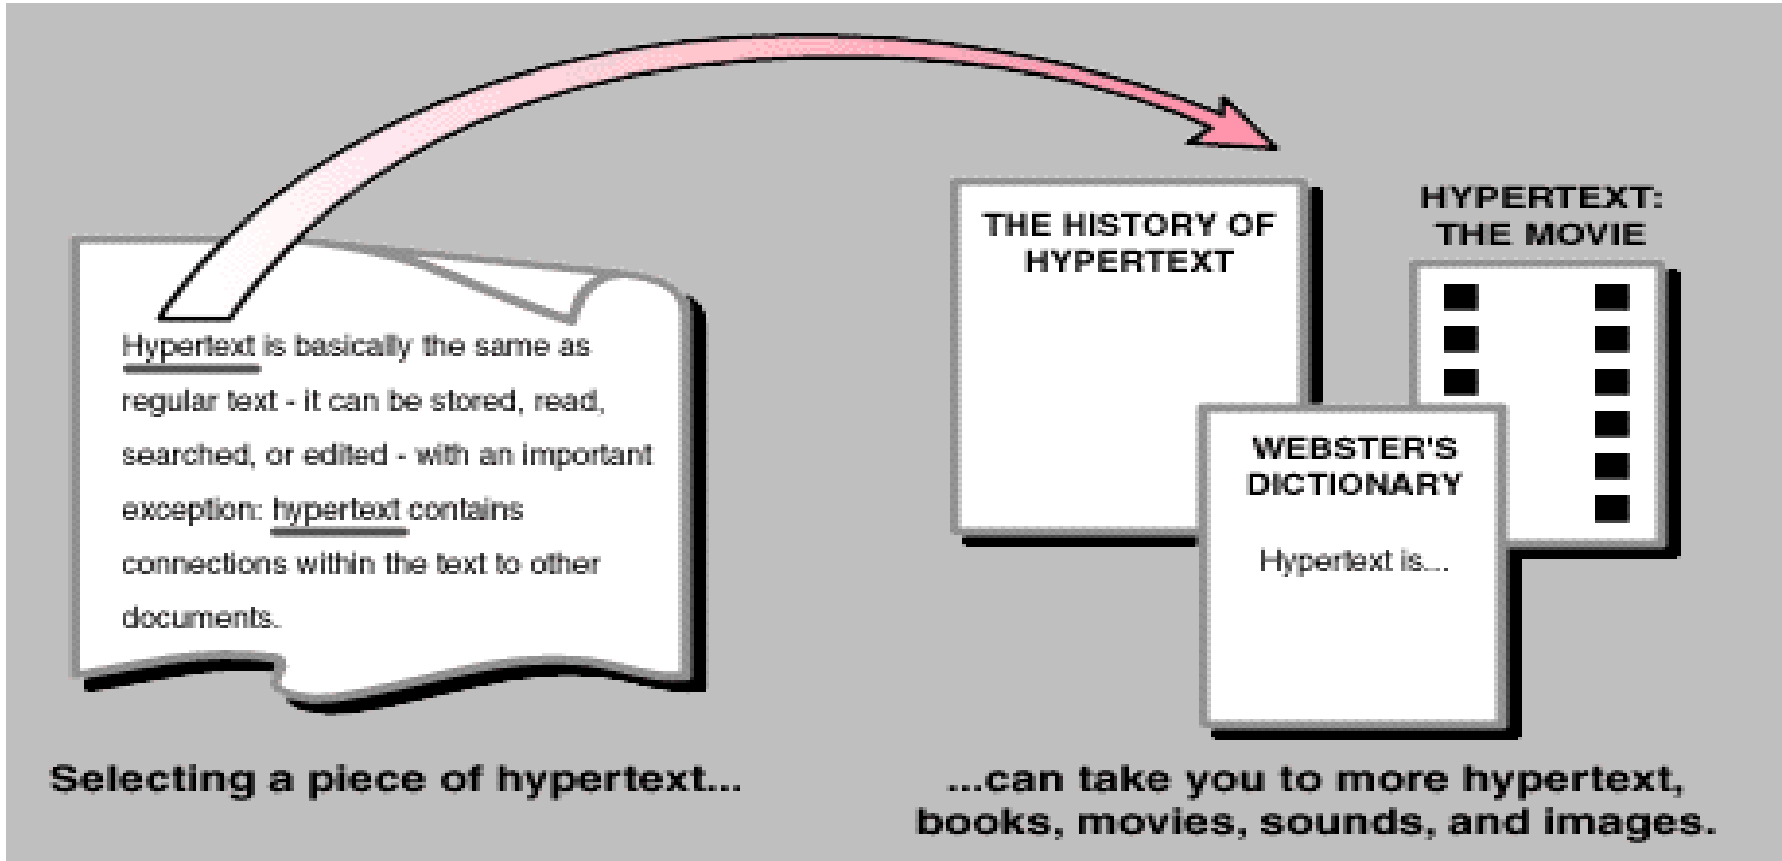 Hypertext is basically the same as
regular text - it can be stored, read,
searched, or edited - with an important
exception: hypertext contains
connections within the text to other
documents.
Selecting a piece of hypertext...
THE HISTORY OF
HYPERTEXT
HYPERTEXT:
THE MOVIE
WEBSTER'S
DICTIONARY
Hypertext is...
...can take you to more hypertext,
books, movies, sounds, and images.